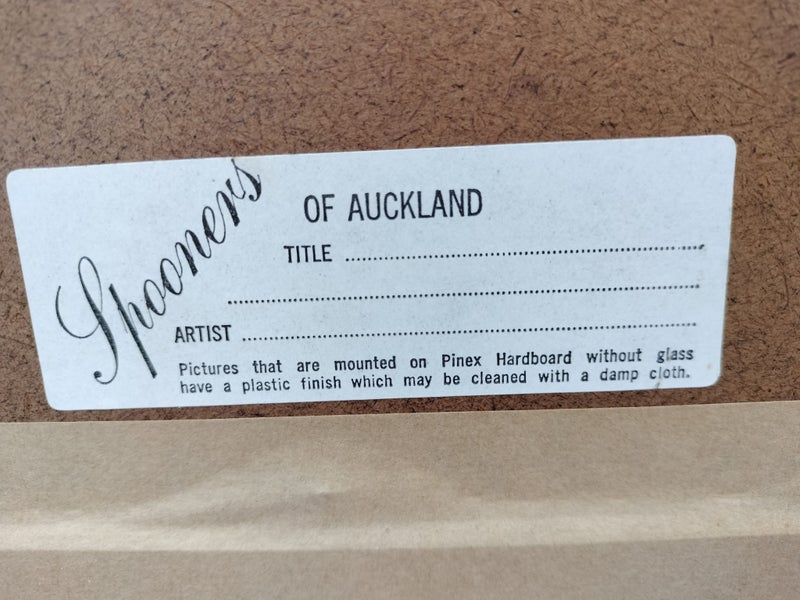 Spooners
OF AUCKLAND
TITLE ........................................
........................................
ARTIST ........................................
Pictures that are mounted on Pinex Hardboard without glass
have a plastic finish which may be cleaned with a damp cloth.